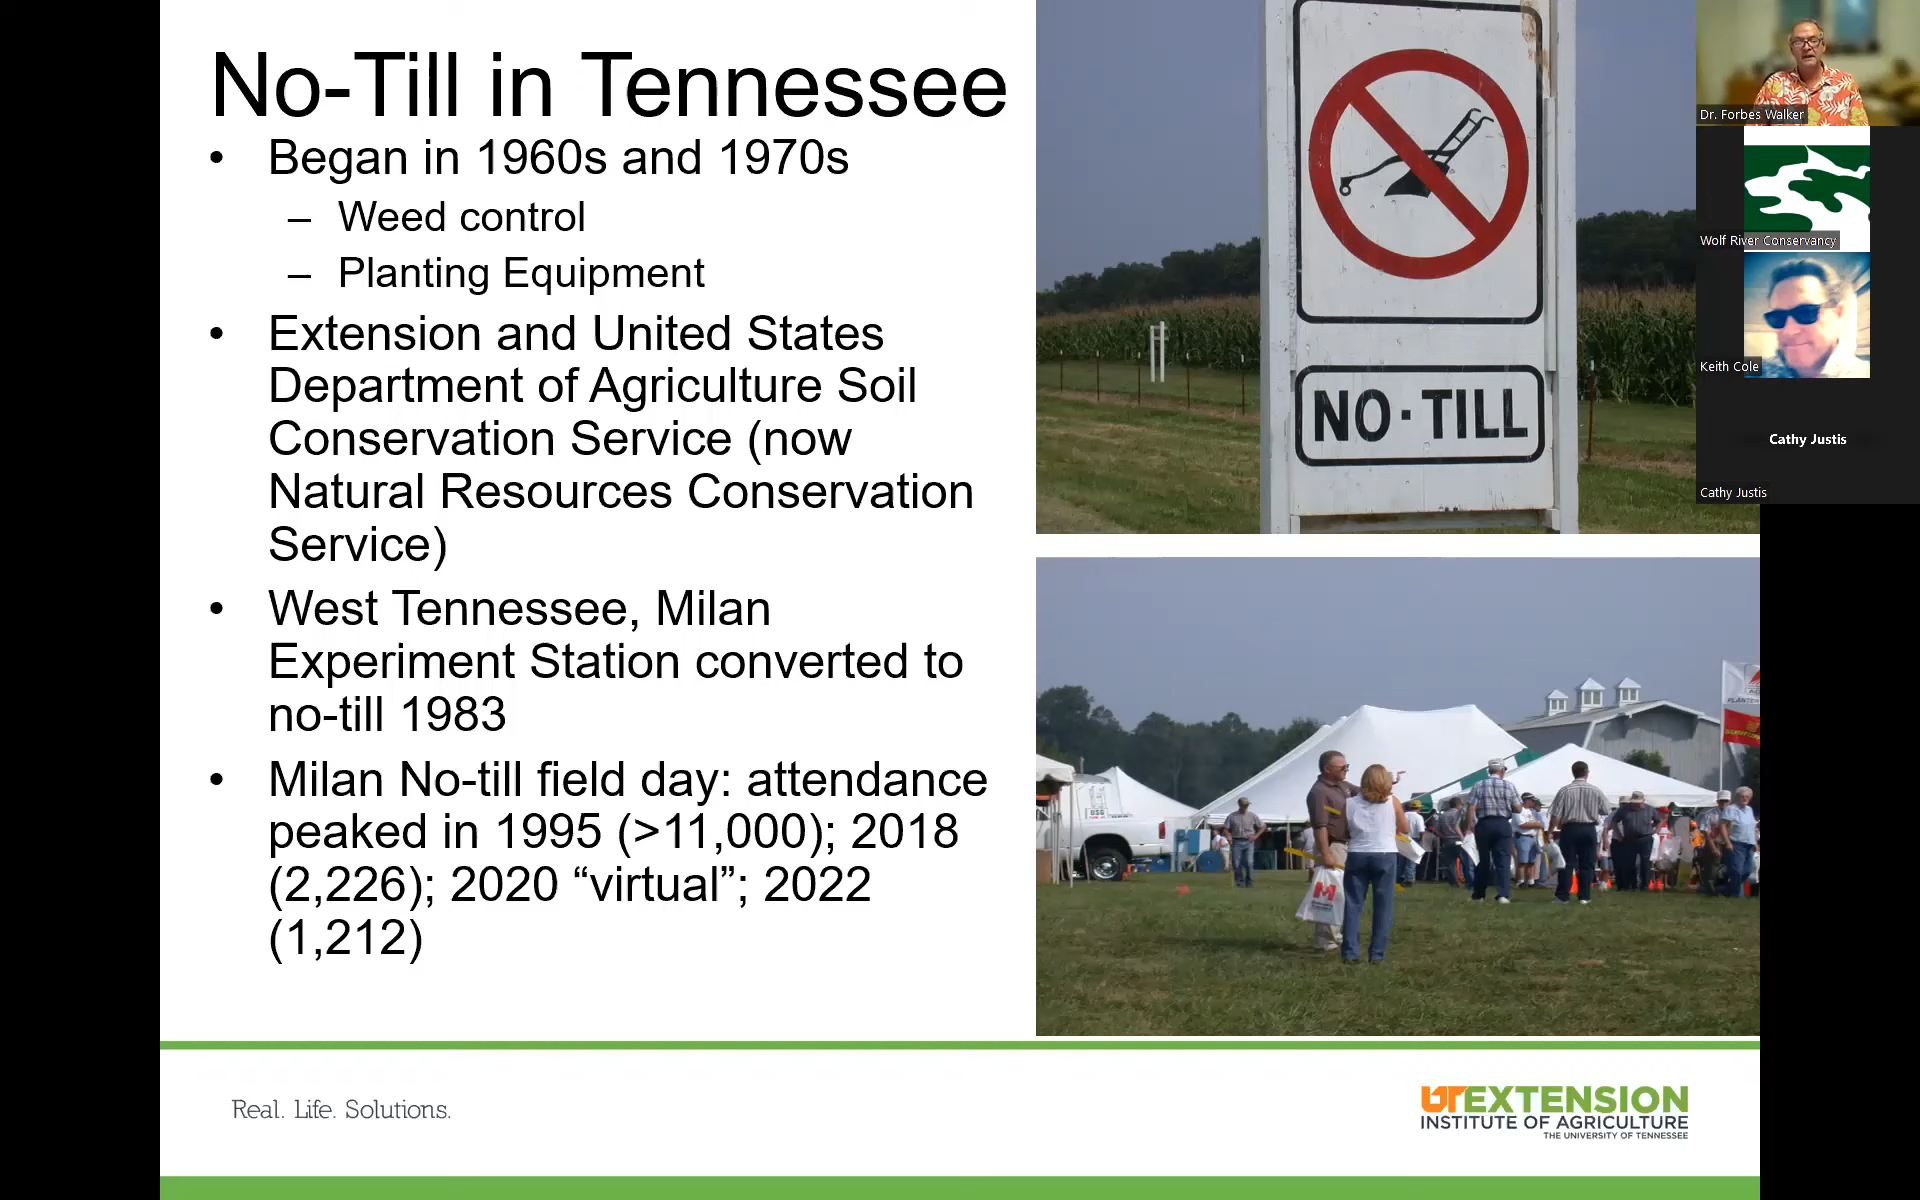 No-Till in Tennessee
• Began in 1960s and 1970s
– Weed control
– Planting Equipment
• Extension and United States
Department of Agriculture Soil
Conservation Service (now
Natural Resources Conservation
Service)
• West Tennessee, Milan
Experiment Station converted to
no-till 1983
• Milan No-till field day: attendance
peaked in 1995 (>11,000); 2018
(2,226); 2020 “virtual”; 2022
(1,212)
NO·TILL
Dr. Forbes Walker
Wolf River Conservancy
Keith Cole
Cathy Justis
Cathy Justis
M
Real. Life. Solutions.
UTEXTENSION
INSTITUTE OF AGRICULTURE
THE UNIVERSITY OF TENNESSEE